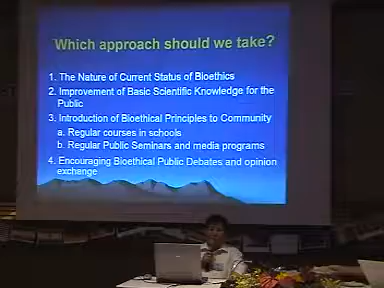 Which approach should we take?
1. The Nature of Current Status of Bioethics
2. Improvement of Basic Scientific Knowledge for the
Public
3. Introduction of Bioethical Principles to Community
a. Regular courses in schools
b. Regular Public Seminars and media programs
4. Encouraging Bioethical Public Debates and opinion
exchange